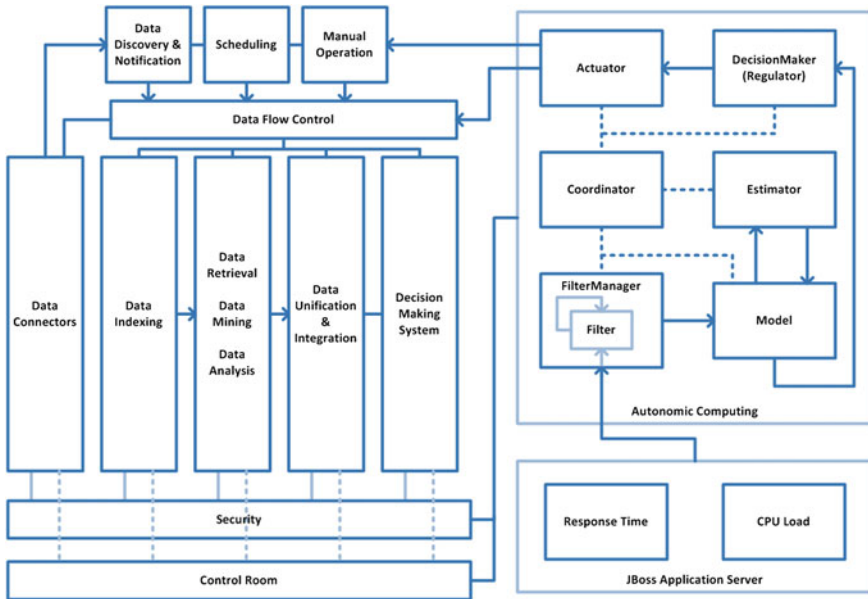 Data
Discovery &
Notification
Scheduling
Manual
Operation
Actuator
DecisionMaker
(Regulator)
Data Flow Control
Coordinator
Estimator
Data
Connectors
Data
Indexing
Data
Retrieval
Data
Mining
Data
Analysis
Data
Unification
&
Integration
Decision
Making
System
FilterManager
Filter
Model
Autonomic Computing
Security
Response Time
CPU Load
Control Room
JBoss Application Server